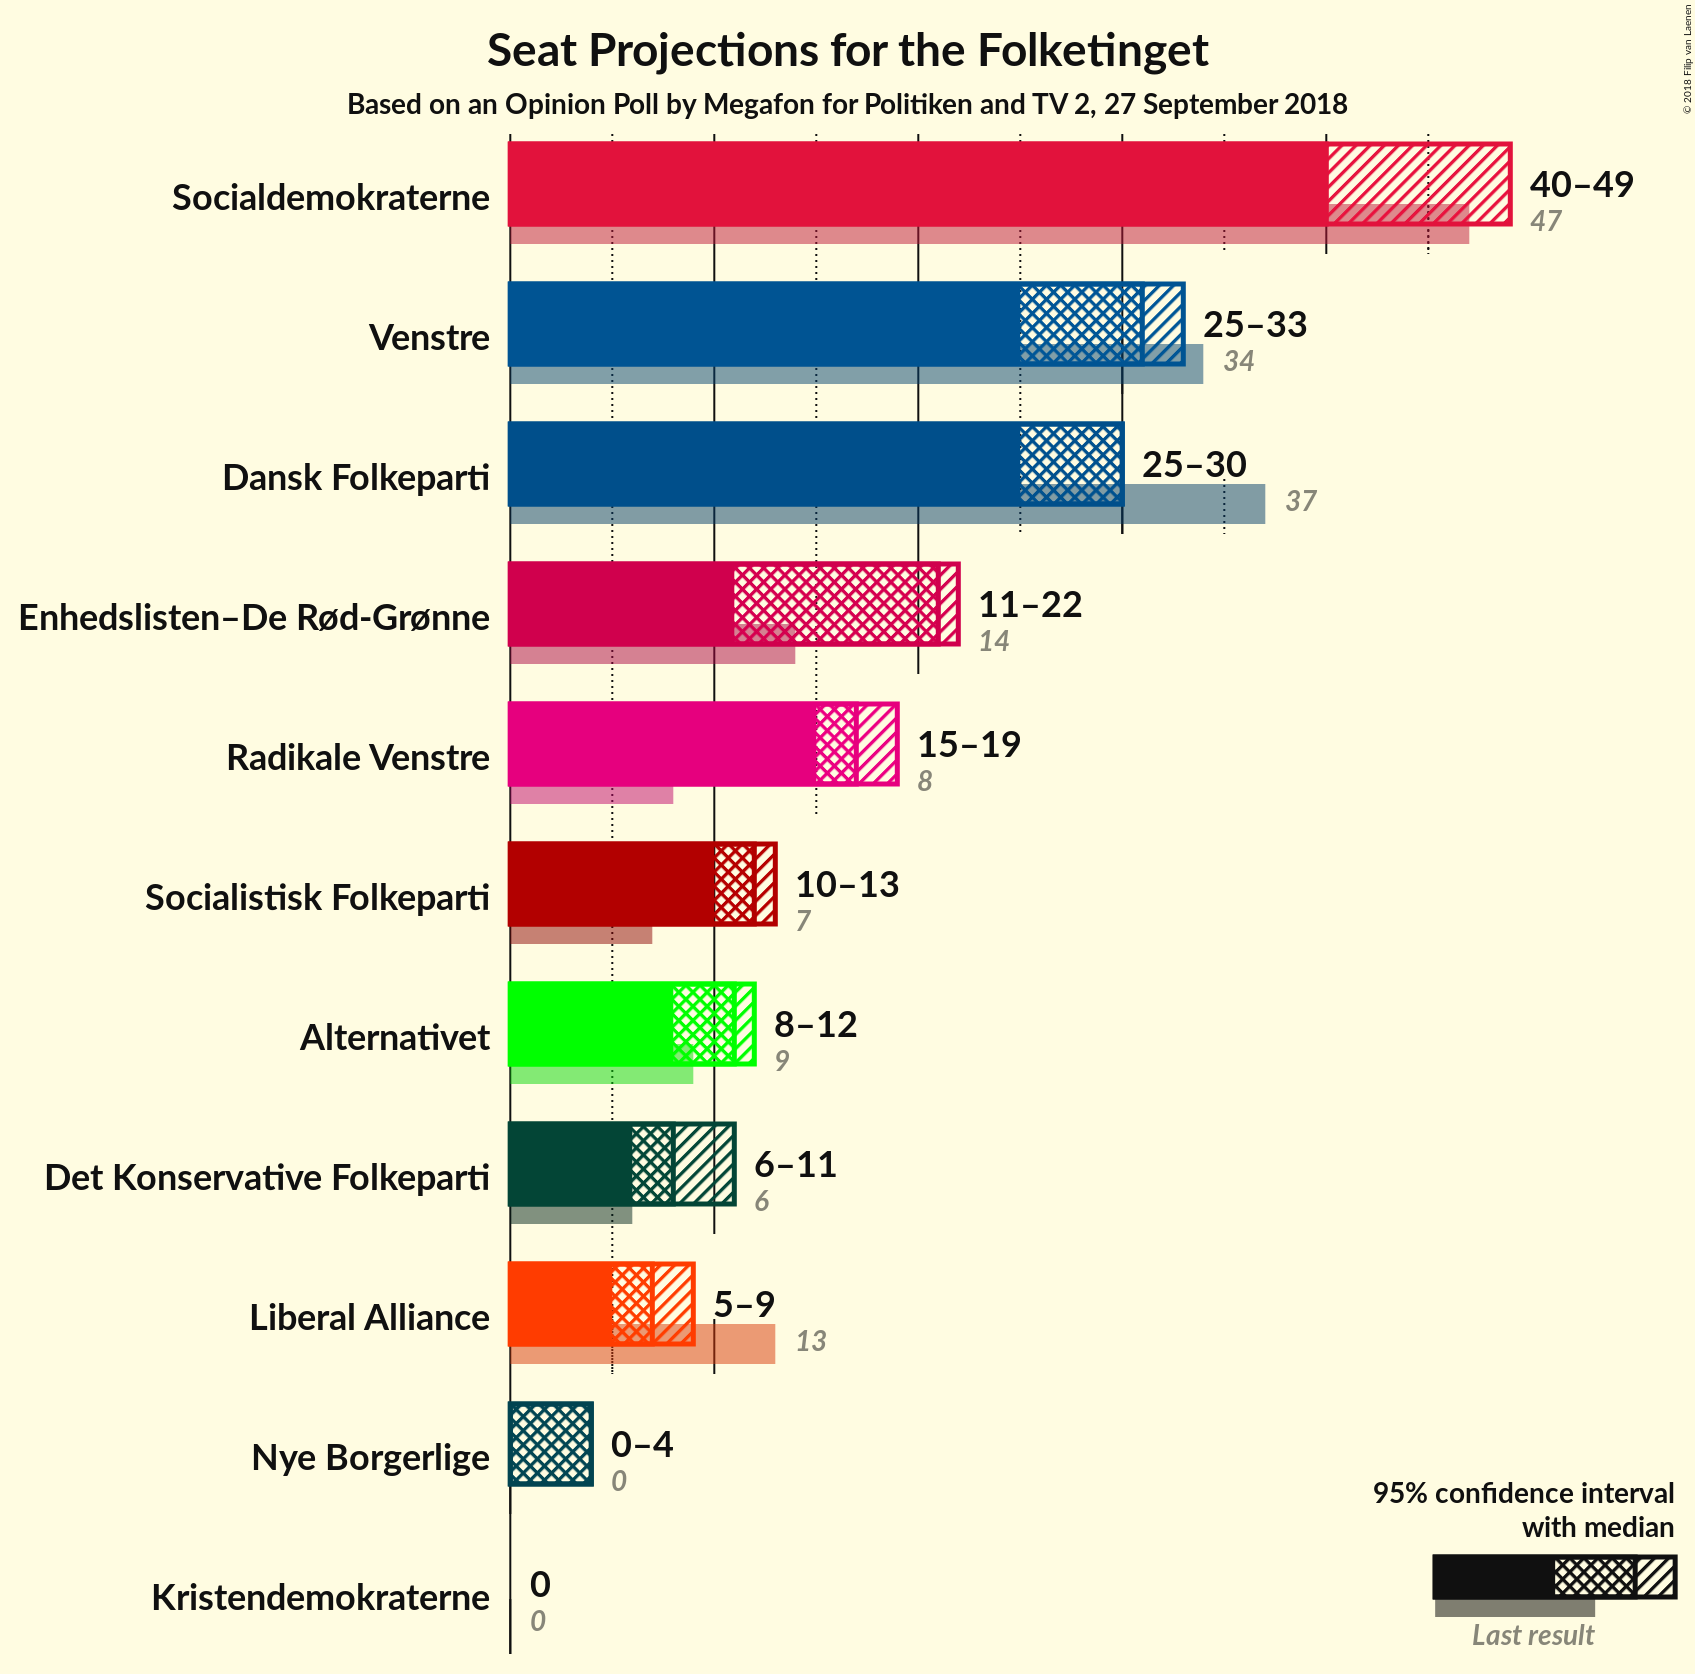 Seat Projections for the Folketinget
Based on an Opinion Poll by Megafon for Politiken and TV 2, 27 September 2018
© 2018 Filip van Laenen
Socialdemokraterne
40–49
47
Venstre
25–33
34
Dansk Folkeparti
25–30
37
Enhedslisten–De Rød-Grønne
11–22
14
Radikale Venstre
15–19
8
Socialistisk Folkeparti
10–13
7
Alternativet
8–12
9
Det Konservative Folkeparti
6–11
6
Liberal Alliance
5–9
13
Nye Borgerlige
0–4
0
Kristendemokraterne
0
0
95% confidence interval
with median
Last result